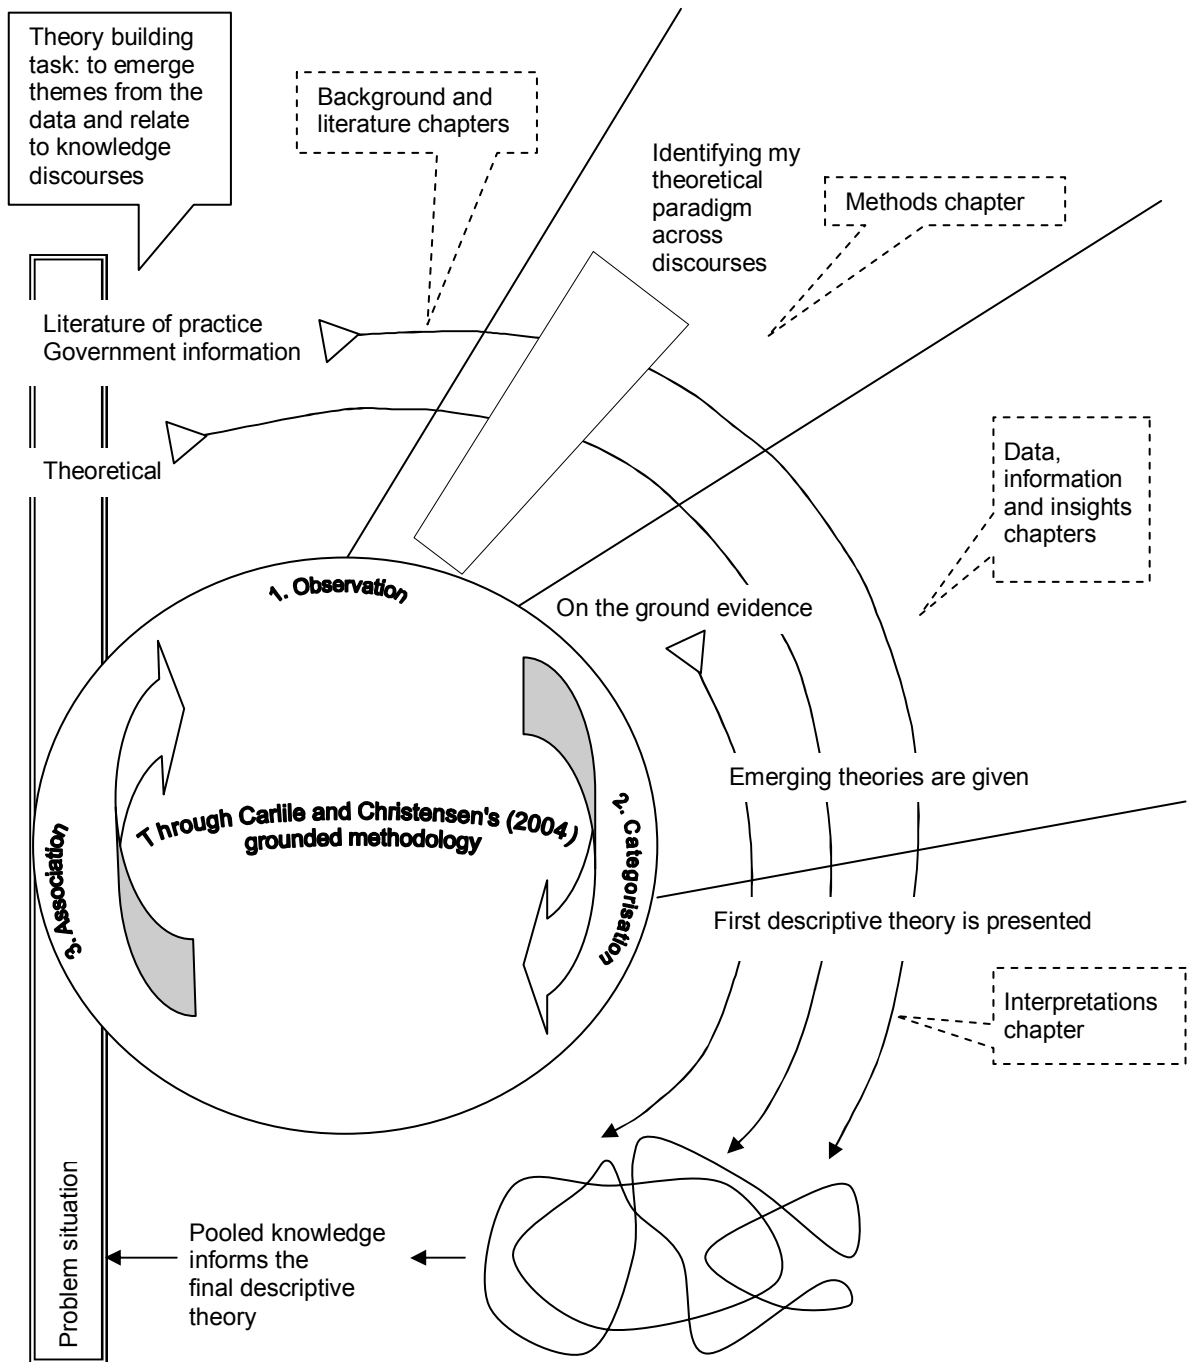 Theory building
task: to emerge
themes from the
data and relate
to knowledge
discourses
Background and
literature chapters
Identifying my
theoretical
paradigm
across
discourses
Methods chapter
Literature of practice
Government information
Theoretical
Data,
information
and insights
chapters
1. Observation
On the ground evidence
Emerging theories are given
2. Categorisation
Through Carlile and Christensen's (2004)
grounded methodology
3. Association
First descriptive theory is presented
Interpretations
chapter
Problem situation
Pooled knowledge
informs the
final descriptive
theory